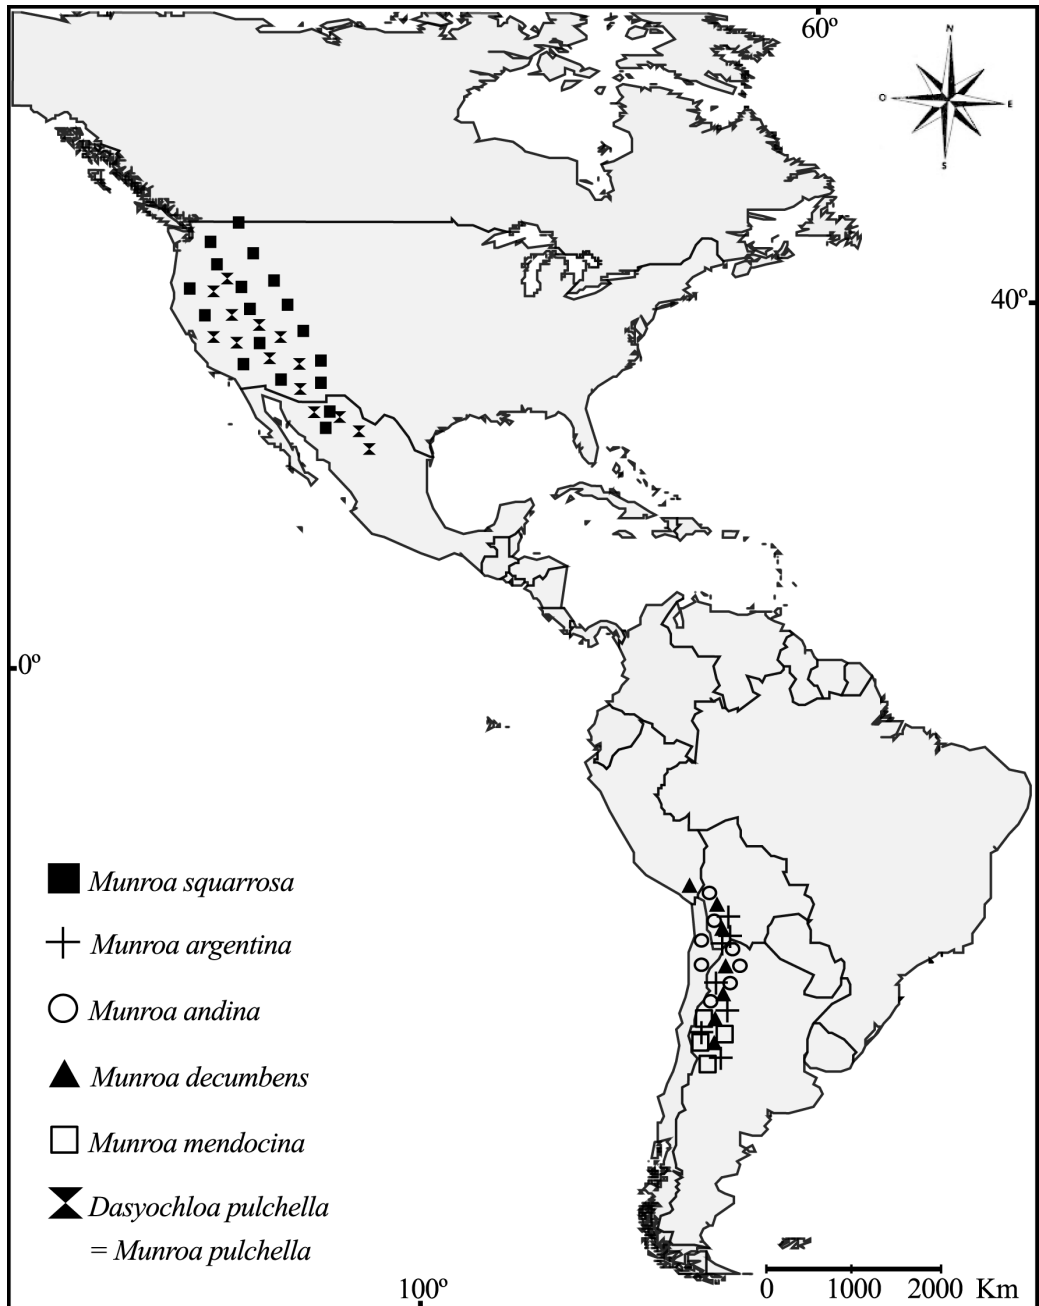 60º
N
O
E
S
40º
0º
Munroa squarrosa
Munroa argentina
Munroa andina
Munroa decumbens
Munroa mendocina
Dasyochloa pulchella
= Munroa pulchella
100º
0 1000 2000 Km